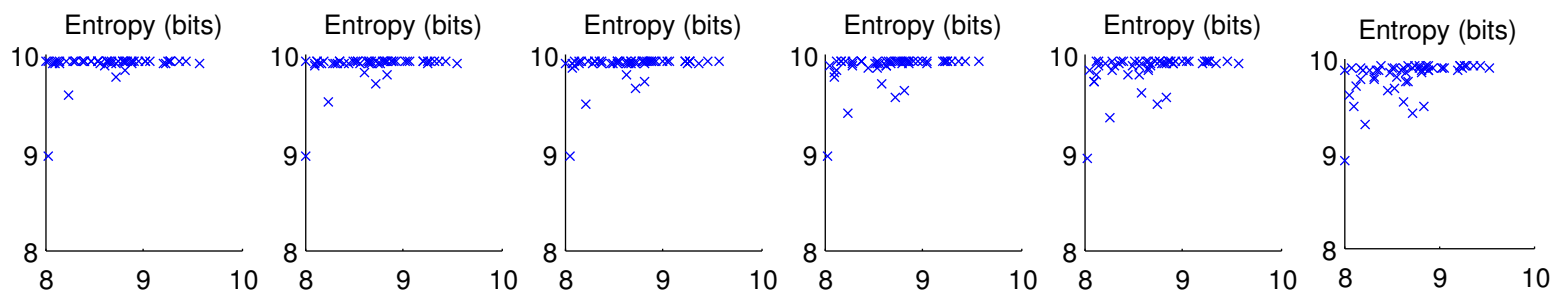 Entropy (bits) Entropy (bits) Entropy (bits) Entropy (bits) Entropy (bits) Entropy (bits)
10 10 10 10 10 10
9 9 9 9 9 9
8 8 8 8 8 8
8 9 10 8 9 10 8 9 10 8 9 10 8 9 10 8 9 10